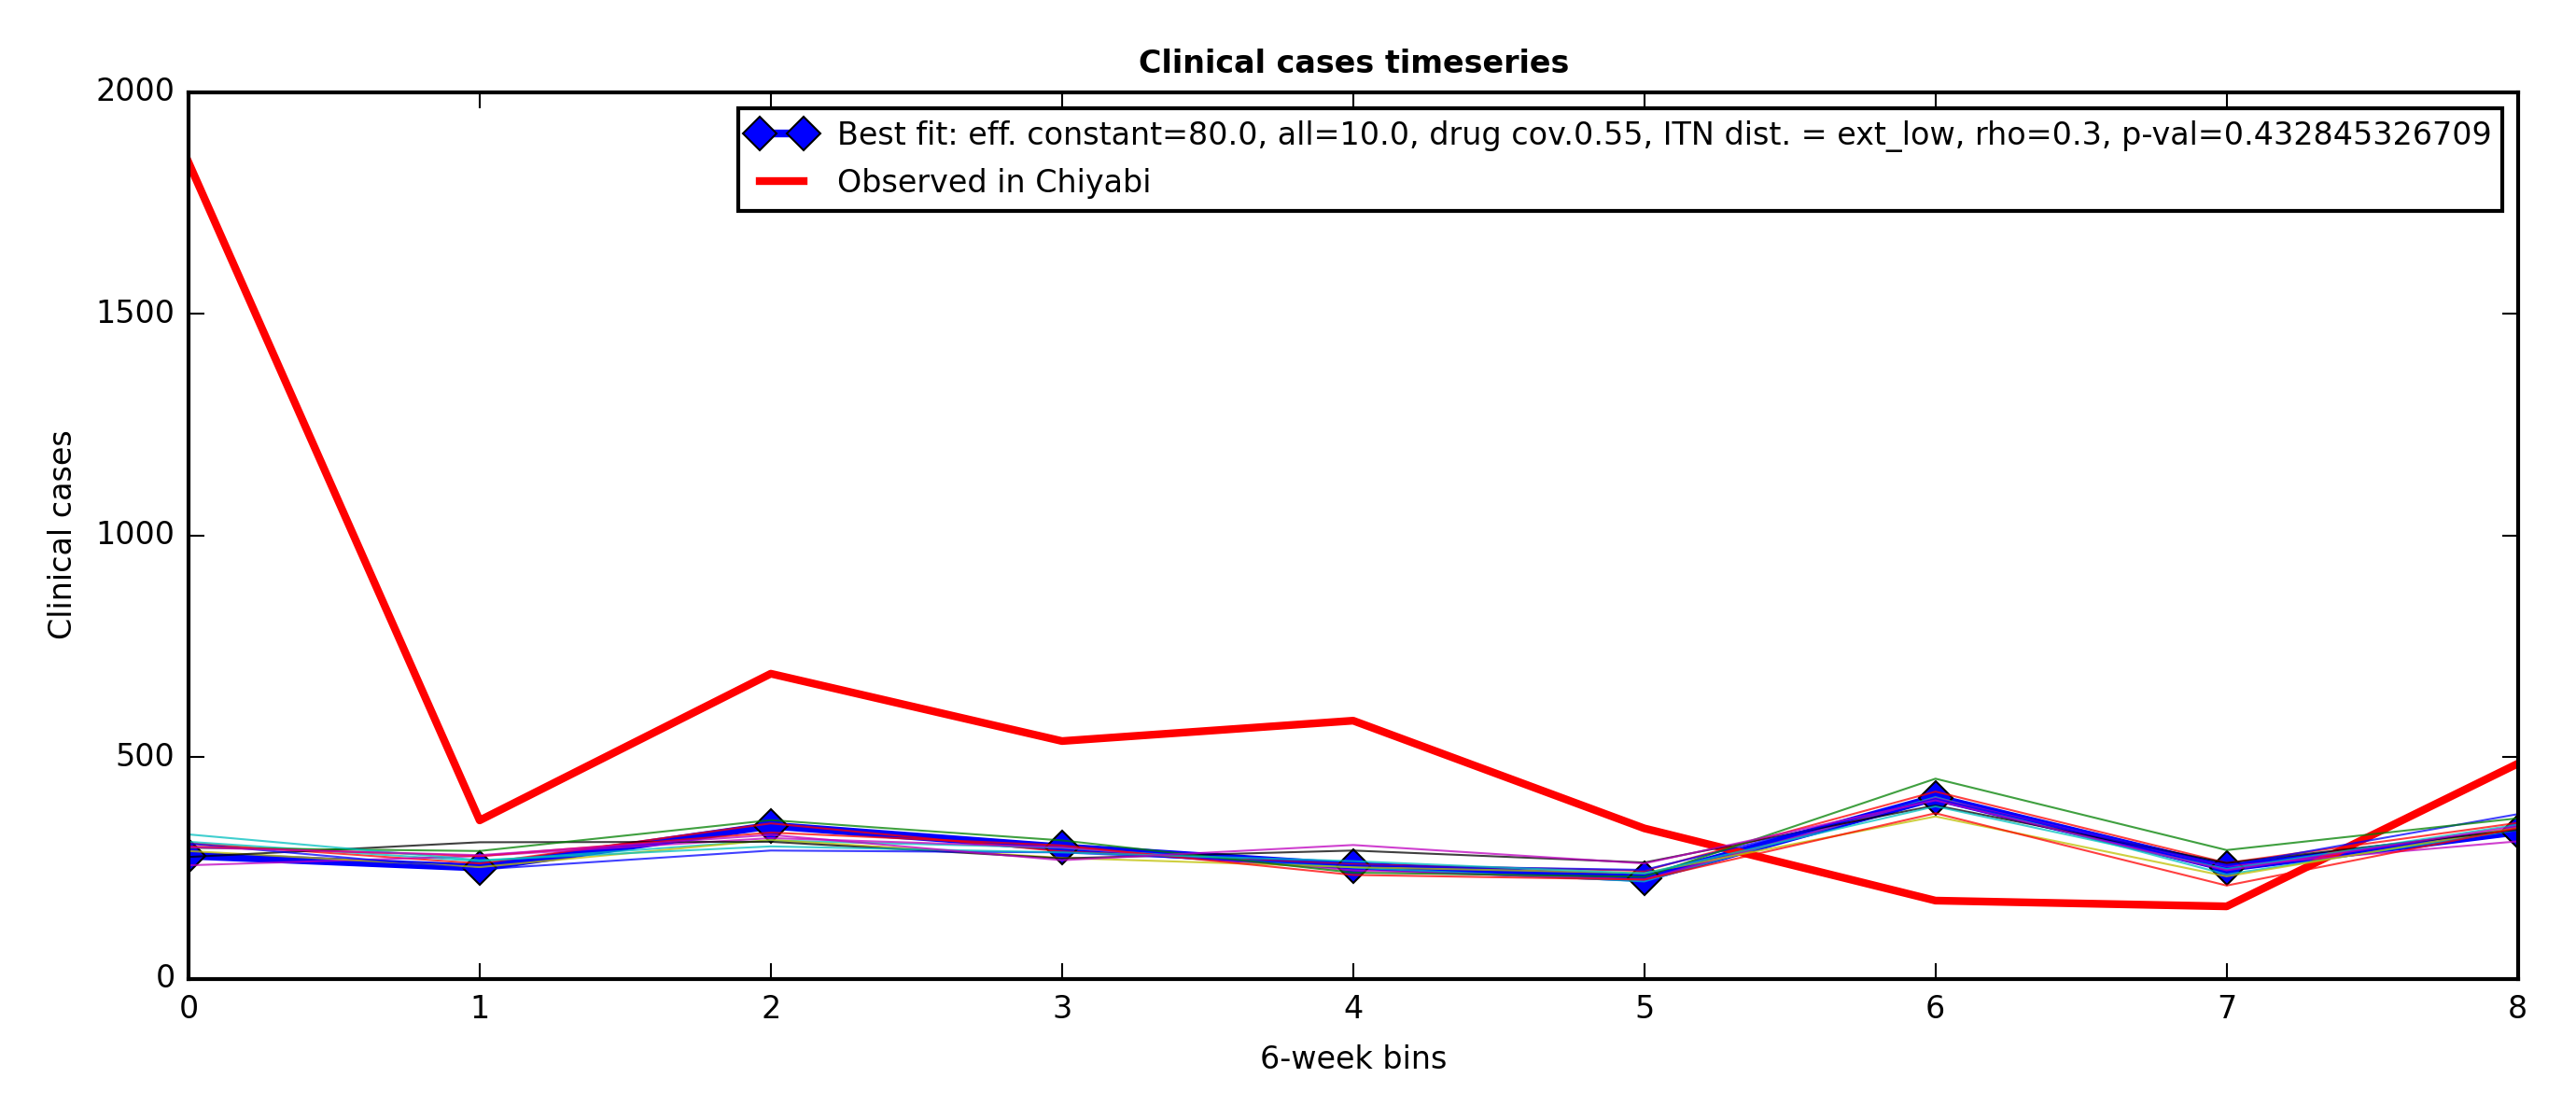 Clinical cases timeseries
Best fit: eff. constant=80.0, all=10.0, drug cov.0.55, ITN dist. = ext_low, rho=0.3, p-val=0.432845326709
Observed in Chiyabi
2000
1500
1000
500
0
Clinical cases
0 1 2 3 4 5 6 7 8
6-week bins